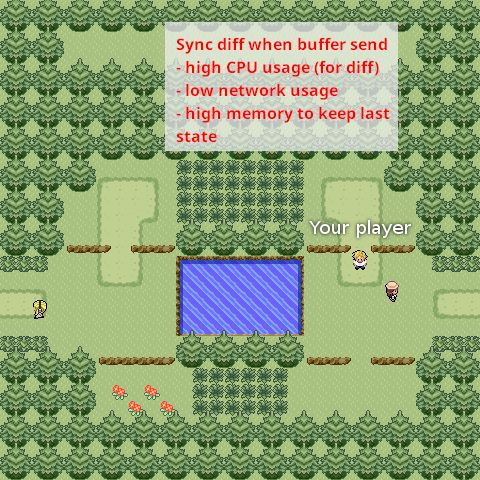 Sync diff when buffer send
- high CPU usage (for diff)
- low network usage
- high memory to keep last
state
Your player